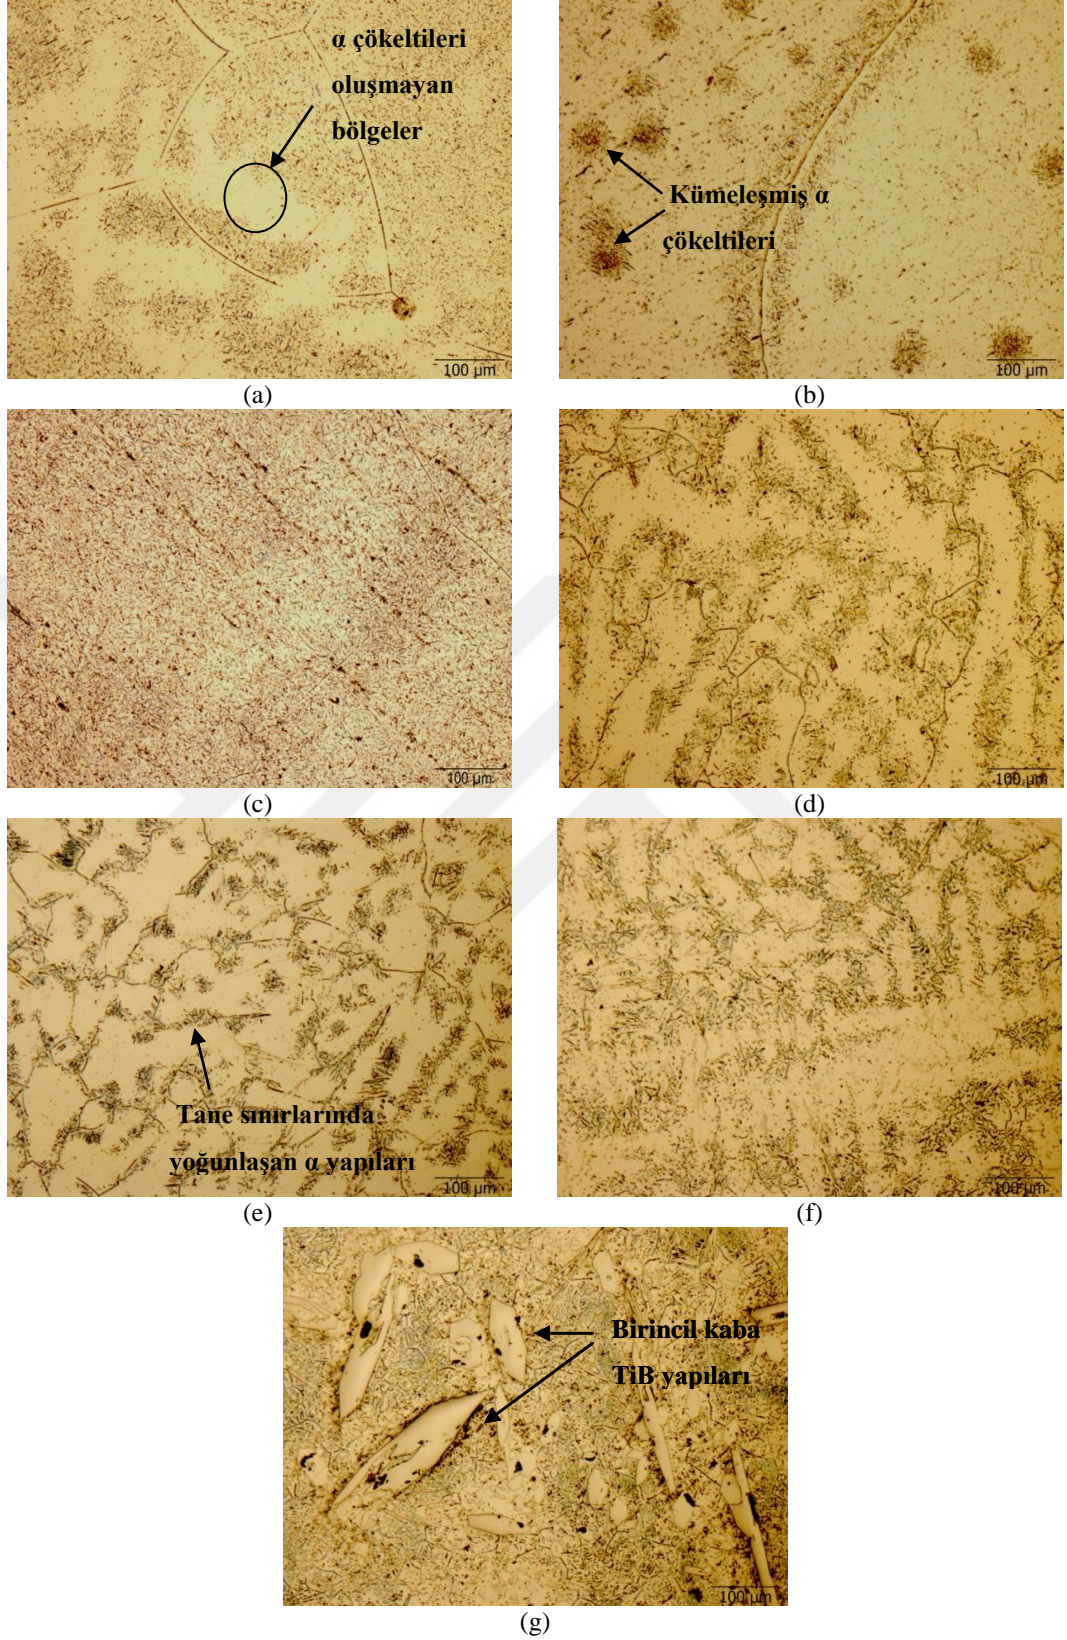 α çökeltileri
oluşmayan
bölgeler
100 µm
(a)
Kümeleşmiş α
çökeltileri
100 µm
(b)
100 µm
(c)
100 µm
(d)
Tane sınırlarında
yoğunlaşan α yapıları
100 µm
(e)
100 µm
(f)
Birincil kaba
TiB yapıları
100 µm
(g)